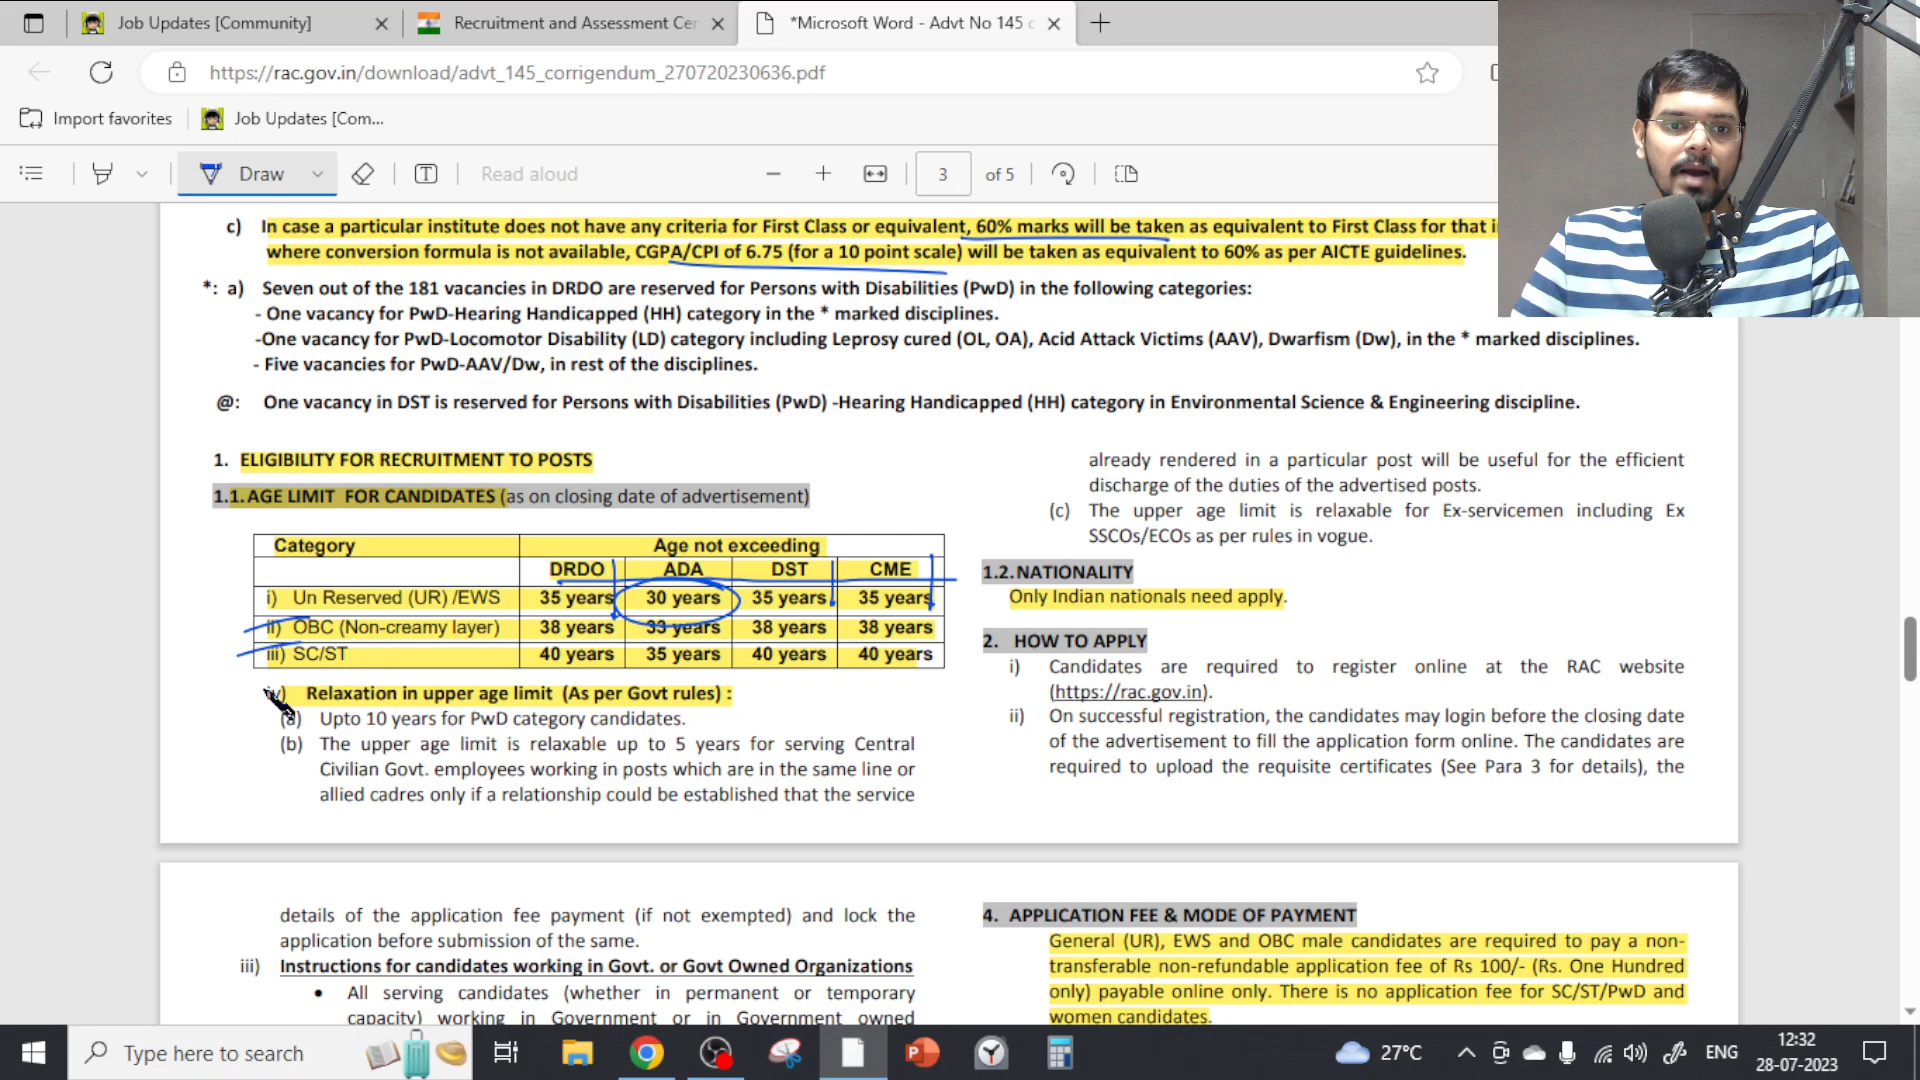 Job Updates [Community]
Recruitment and Assessment Cer
*Microsoft Word - Advt No 145 c
https://rac.gov.in/download/advt_145_corrigendum_270720230636.pdf
Import favorites
Job Updates [Com...
Draw
Read aloud
3 of 5
c) In case a particular institute does not have any criteria for First Class or equivalent, 60% marks will be taken as equivalent to First Class for that i
where conversion formula is not available, CGPA/CPI of 6.75 (for a 10 point scale) will be taken as equivalent to 60% as per AICTE guidelines.
*: a) Seven out of the 181 vacancies in DRDO are reserved for Persons with Disabilities (PwD) in the following categories:
- One vacancy for PwD-Hearing Handicapped (HH) category in the * marked disciplines.
-One vacancy for PwD-Locomotor Disability (LD) category including Leprosy cured (OL, OA), Acid Attack Victims (AAV), Dwarfism (Dw), in the * marked disciplines.
- Five vacancies for PwD-AAV/Dw, in rest of the disciplines.
@: One vacancy in DST is reserved for Persons with Disabilities (PwD) -Hearing Handicapped (HH) category in Environmental Science & Engineering discipline.
1. ELIGIBILITY FOR RECRUITMENT TO POSTS
1.1. AGE LIMIT FOR CANDIDATES (as on closing date of advertisement)
Category Age not exceeding
DRDO ADA DST CME
i) Un Reserved (UR) /EWS 35 years 30 years 35 years 35 years
ii) OBC (Non-creamy layer) 38 years 33 years 38 years 38 years
iii) SC/ST 40 years 35 years 40 years 40 years
iv) Relaxation in upper age limit (As per Govt rules) :
(a) Upto 10 years for PwD category candidates.
(b) The upper age limit is relaxable up to 5 years for serving Central
Civilian Govt. employees working in posts which are in the same line or
allied cadres only if a relationship could be established that the service
already rendered in a particular post will be useful for the efficient
discharge of the duties of the advertised posts.
(c) The upper age limit is relaxable for Ex-servicemen including Ex
SSCOs/ECOs as per rules in vogue.
1.2. NATIONALITY
Only Indian nationals need apply.
2. HOW TO APPLY
i) Candidates are required to register online at the RAC website
(https://rac.gov.in).
ii) On successful registration, the candidates may login before the closing date
of the advertisement to fill the application form online. The candidates are
required to upload the requisite certificates (See Para 3 for details), the
details of the application fee payment (if not exempted) and lock the
application before submission of the same.
iii) Instructions for candidates working in Govt. or Govt Owned Organizations
• All serving candidates (whether in permanent or temporary
capacity) working in Government or in Government owned
4. APPLICATION FEE & MODE OF PAYMENT
General (UR), EWS and OBC male candidates are required to pay a non-
transferable non-refundable application fee of Rs 100/- (Rs. One Hundred
only) payable online only. There is no application fee for SC/ST/PwD and
women candidates.
Type here to search
27°C
ENG
12:32
28-07-2023